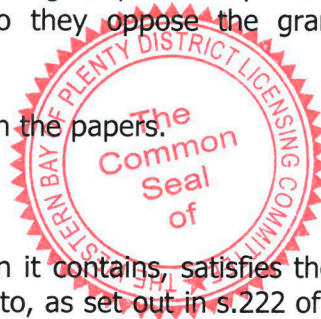 o they oppose the gran
n the papers.
THE WESTERN BAY OF PLENTY DISTRICT LICENSING COMMITTEE
The
Common
Seal
of
n it contains, satisfies the
to, as set out in s.222 of